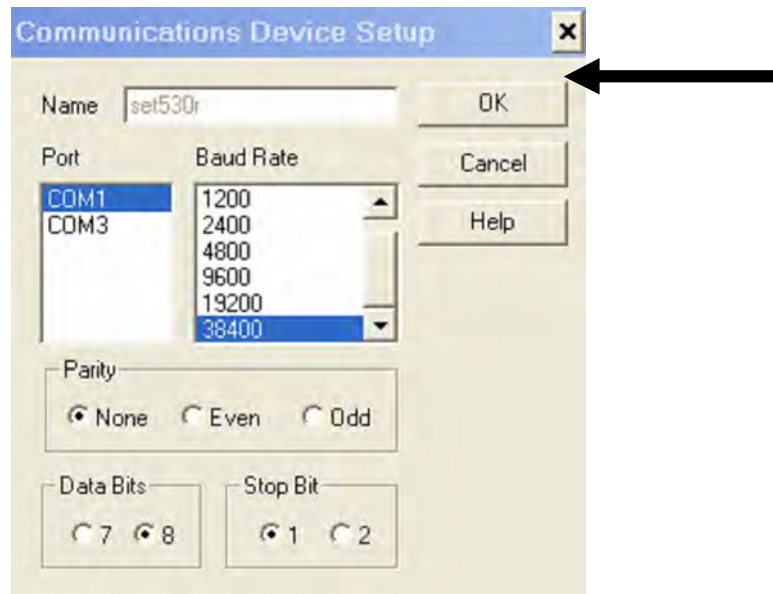 Communications Device Setup
Name set530r OK
Port Baud Rate Cancel
COM1 1200
COM3 2400 Help
4800
9600
19200
38400
Parity
None Even Odd
Data Bits Stop Bit
7 8 1 2